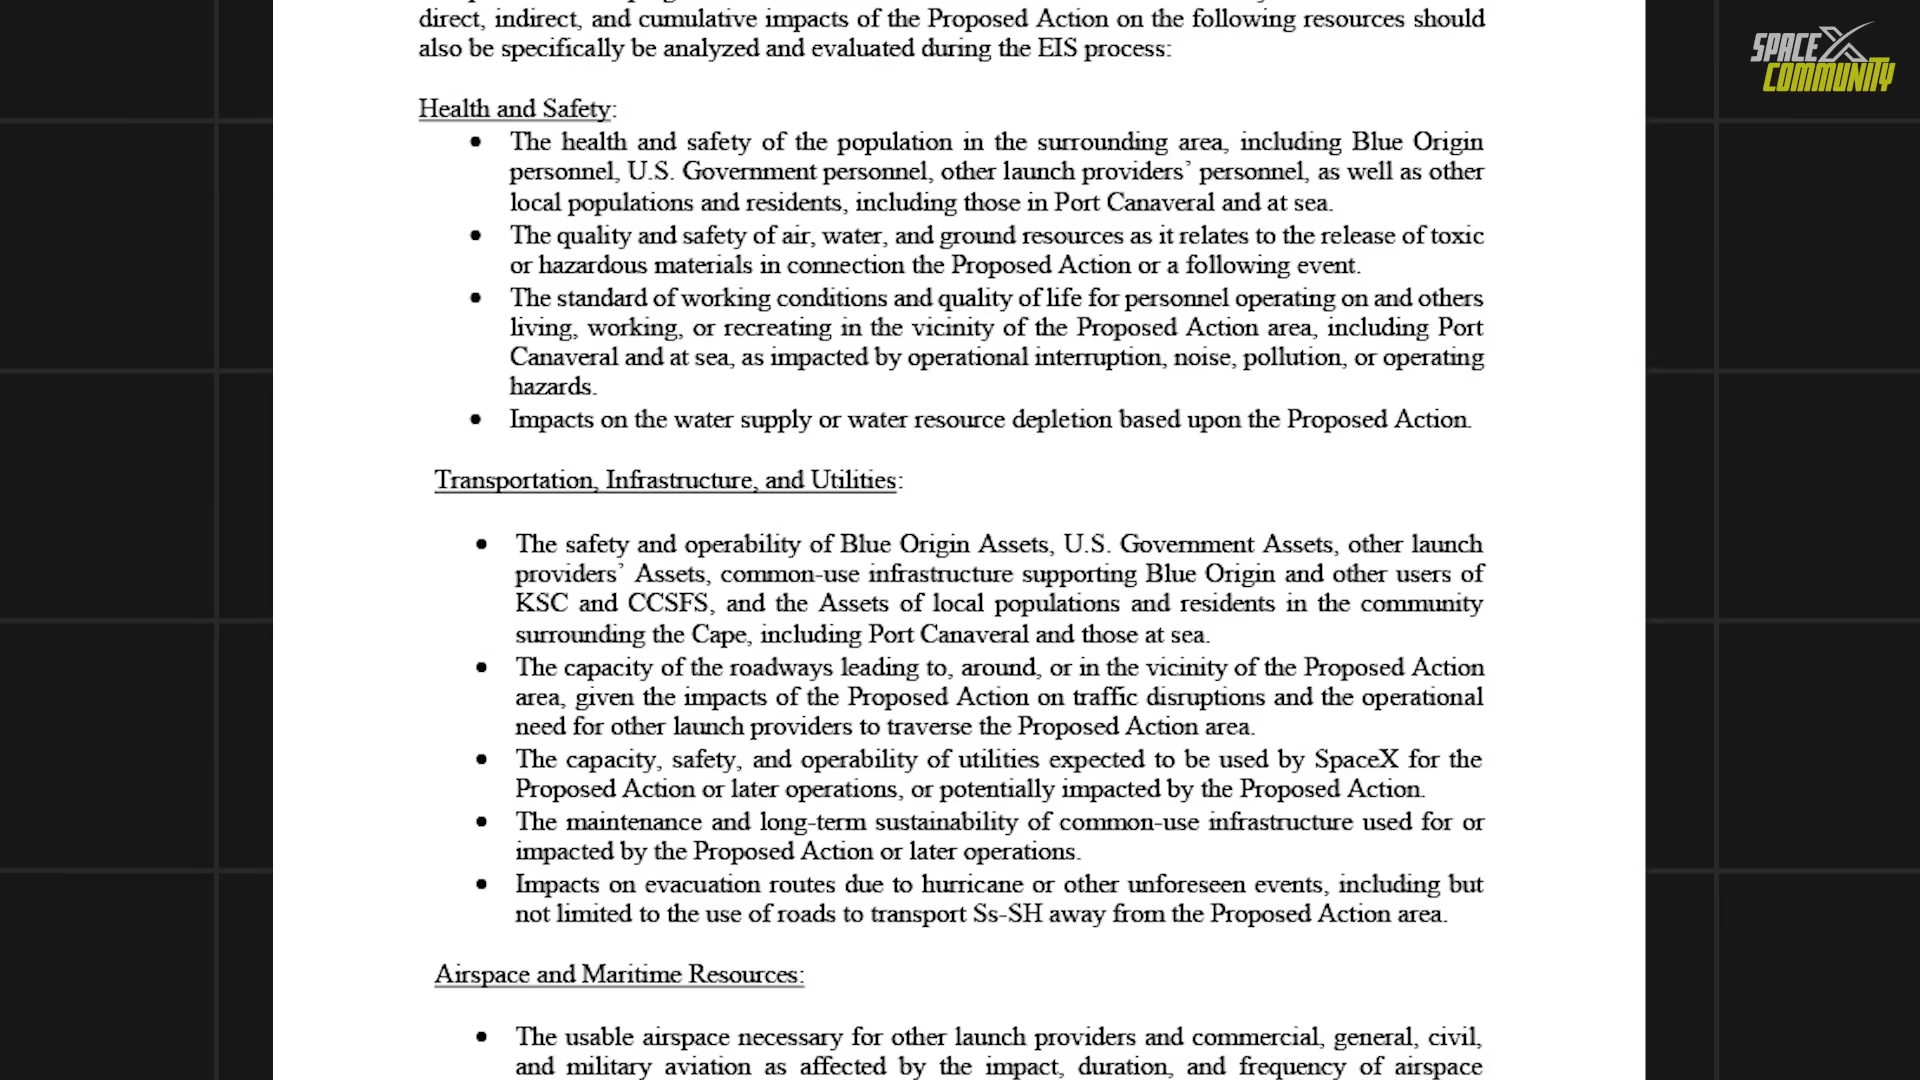 direct, indirect, and cumulative impacts of the Proposed Action on the following resources should
also be specifically be analyzed and evaluated during the EIS process:
SPACEX
COMMUNITY
Health and Safety:
• The health and safety of the population in the surrounding area, including Blue Origin
personnel, U.S. Government personnel, other launch providers’ personnel, as well as other
local populations and residents, including those in Port Canaveral and at sea.
• The quality and safety of air, water, and ground resources as it relates to the release of toxic
or hazardous materials in connection the Proposed Action or a following event.
• The standard of working conditions and quality of life for personnel operating on and others
living, working, or recreating in the vicinity of the Proposed Action area, including Port
Canaveral and at sea, as impacted by operational interruption, noise, pollution, or operating
hazards.
• Impacts on the water supply or water resource depletion based upon the Proposed Action.
Transportation, Infrastructure, and Utilities:
• The safety and operability of Blue Origin Assets, U.S. Government Assets, other launch
providers’ Assets, common-use infrastructure supporting Blue Origin and other users of
KSC and CCSFS, and the Assets of local populations and residents in the community
surrounding the Cape, including Port Canaveral and those at sea.
• The capacity of the roadways leading to, around, or in the vicinity of the Proposed Action
area, given the impacts of the Proposed Action on traffic disruptions and the operational
need for other launch providers to traverse the Proposed Action area.
• The capacity, safety, and operability of utilities expected to be used by SpaceX for the
Proposed Action or later operations, or potentially impacted by the Proposed Action.
• The maintenance and long-term sustainability of common-use infrastructure used for or
impacted by the Proposed Action or later operations.
• Impacts on evacuation routes due to hurricane or other unforeseen events, including but
not limited to the use of roads to transport Ss-SH away from the Proposed Action area.
Airspace and Maritime Resources:
• The usable airspace necessary for other launch providers and commercial, general, civil,
and military aviation as affected by the impact, duration, and frequency of airspace